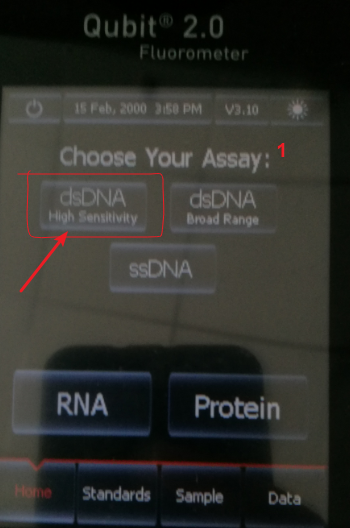 Qubit® 2.0
Fluorometer
15 Feb, 2000 3:58 PM V3.10
Choose Your Assay: 1
dsDNA dsDNA
High Sensitivity Broad Range
ssDNA
RNA Protein
Home Standards Sample Data